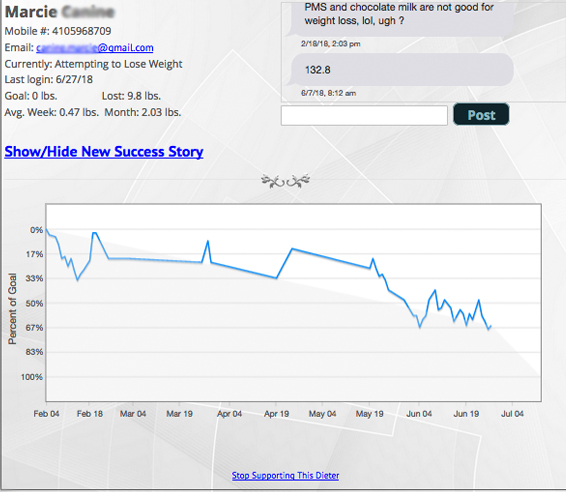 Marcie
Mobile #: 4105968709
Email: @gmail.com
Currently: Attempting to Lose Weight
Last login: 6/27/18
Goal: 0 lbs. Lost: 9.8 lbs.
Avg. Week: 0.47 lbs. Month: 2.03 lbs.
PMS and chocolate milk are not good for
weight loss, lol, ugh ?
2/18/18, 2:03 pm
132.8
6/7/18, 8:12 am
Post
Show/Hide New Success Story
Percent of Goal
0%
17%
33%
50%
67%
83%
100%
Feb 04 Feb 18 Mar 04 Mar 19 Apr 04 Apr 19 May 04 May 19 Jun 04 Jun 19 Jul 04
Stop Supporting This Dieter